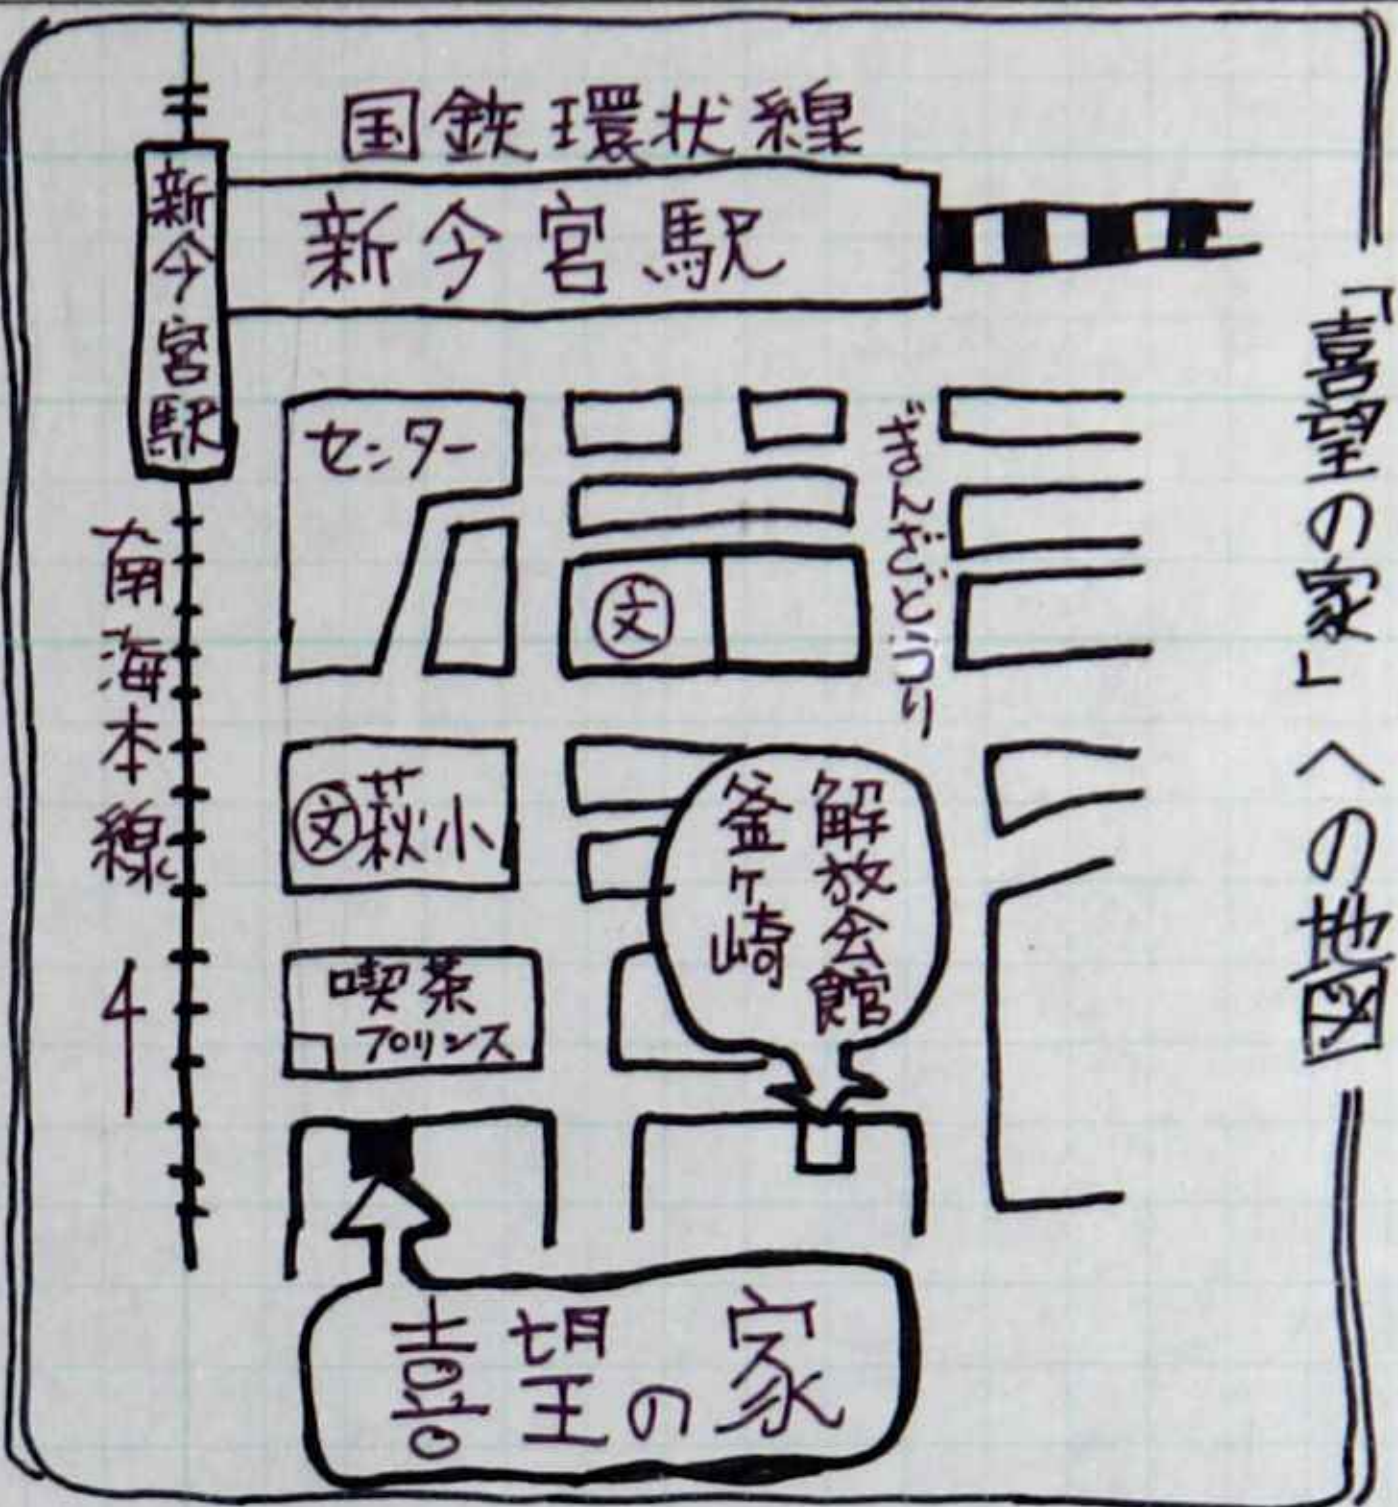 「喜望の家」への地図
国鉄環状線
新今宮駅
新今宮駅
南海本線
センター
文
ぎんざどうり
文萩小
解放会館
釜ヶ崎
喫茶
プリンス
喜望の家